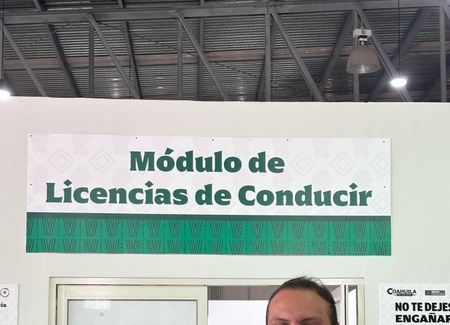 Módulo de
Licencias de Conducir
COAHUILA
NO TE DEJES
ENGAÑAR